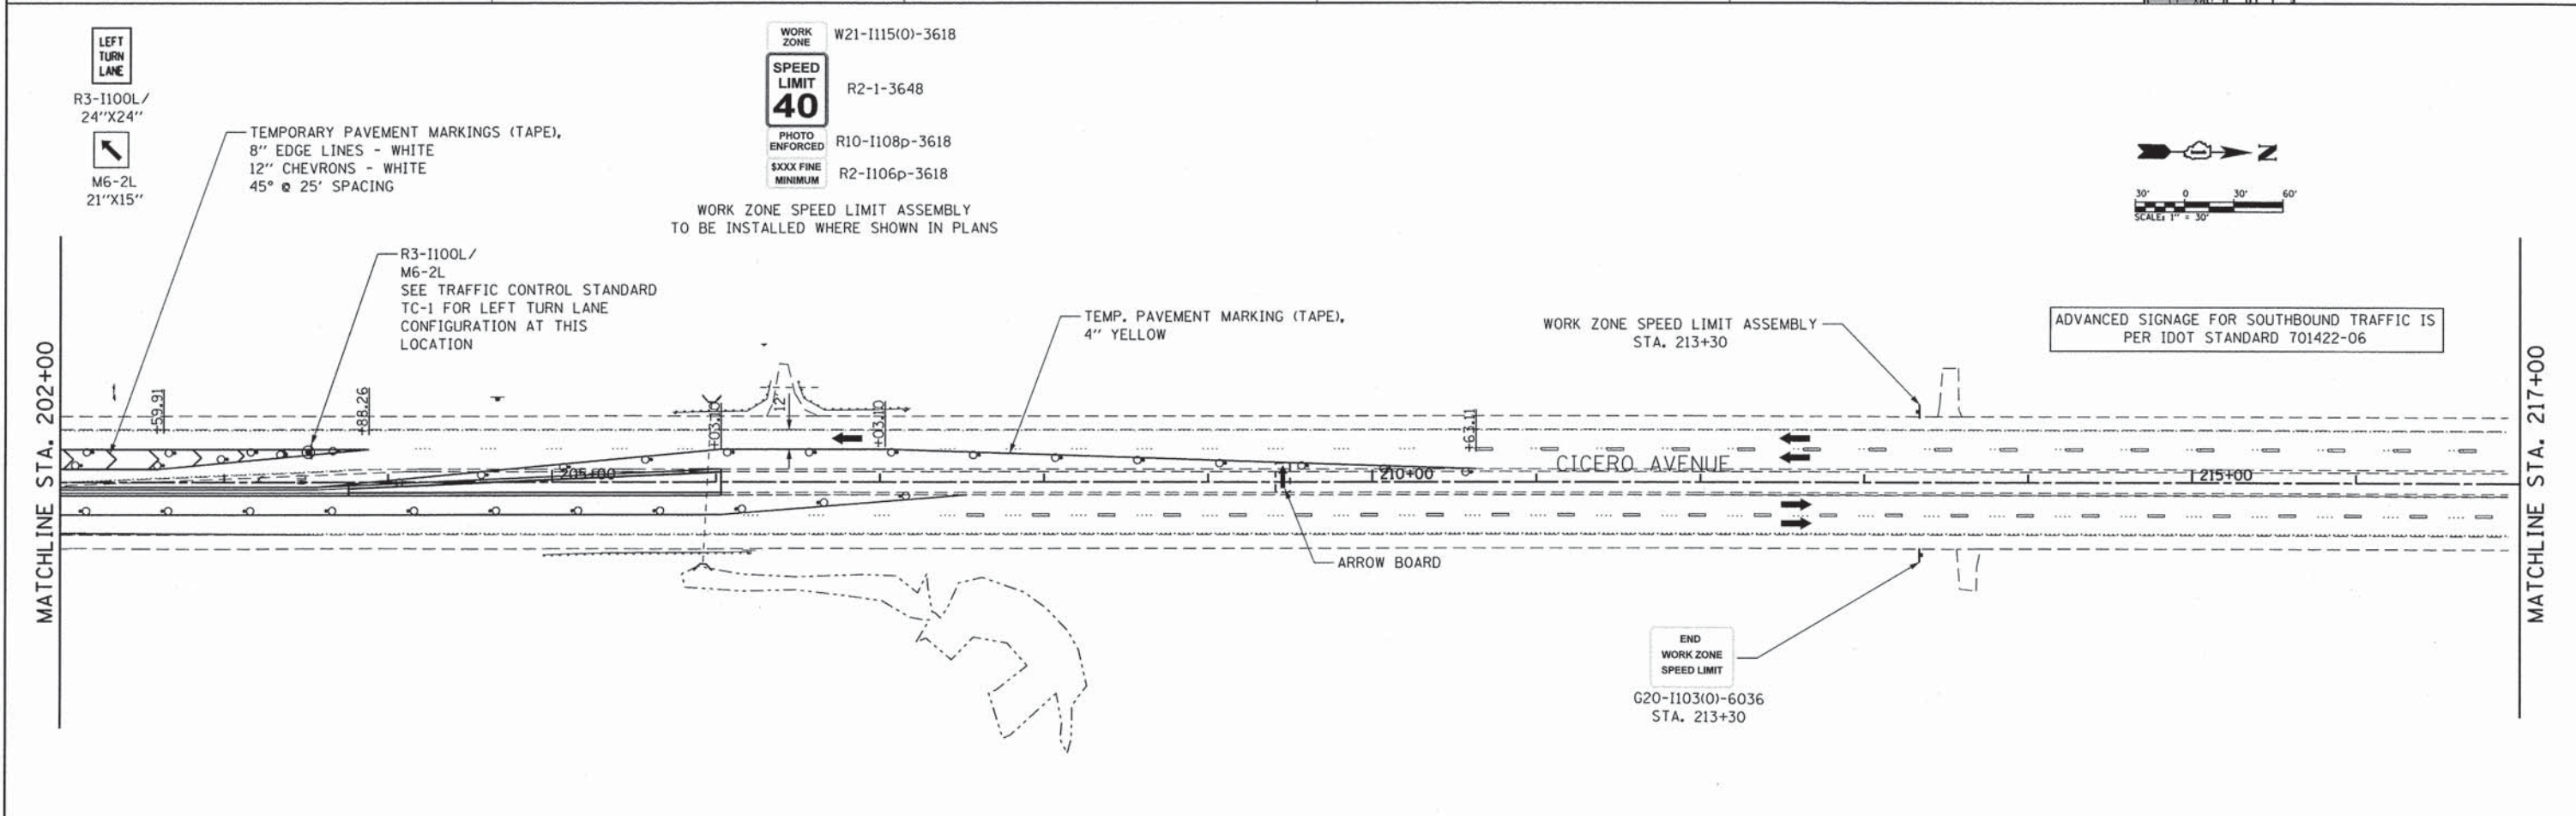 LEFT
TURN
LANE
R3-I100L/
24''X24''
M6-2L
21''X15''
TEMPORARY PAVEMENT MARKINGS (TAPE),
8'' EDGE LINES - WHITE
12'' CHEVRONS - WHITE
45° @ 25' SPACING
WORK
ZONE
W21-I115(O)-3618
SPEED
LIMIT
40
R2-1-3648
PHOTO
ENFORCED
R10-I108p-3618
$XXX FINE
MINIMUM
R2-I106p-3618
WORK ZONE SPEED LIMIT ASSEMBLY
TO BE INSTALLED WHERE SHOWN IN PLANS
N
30' 0 30' 60'
SCALE: 1'' = 30'
R3-I100L/
M6-2L
SEE TRAFFIC CONTROL STANDARD
TC-1 FOR LEFT TURN LANE
CONFIGURATION AT THIS
LOCATION
TEMP. PAVEMENT MARKING (TAPE),
4'' YELLOW
WORK ZONE SPEED LIMIT ASSEMBLY
STA. 213+30
ADVANCED SIGNAGE FOR SOUTHBOUND TRAFFIC IS
PER IDOT STANDARD 701422-06
MATCHLINE STA. 202+00
+59.91
+88.26
+03.10
12'
+03.10
+63.11
CICERO AVENUE
205+00
210+00
215+00
MATCHLINE STA. 217+00
ARROW BOARD
END
WORK ZONE
SPEED LIMIT
G20-I103(O)-6036
STA. 213+30